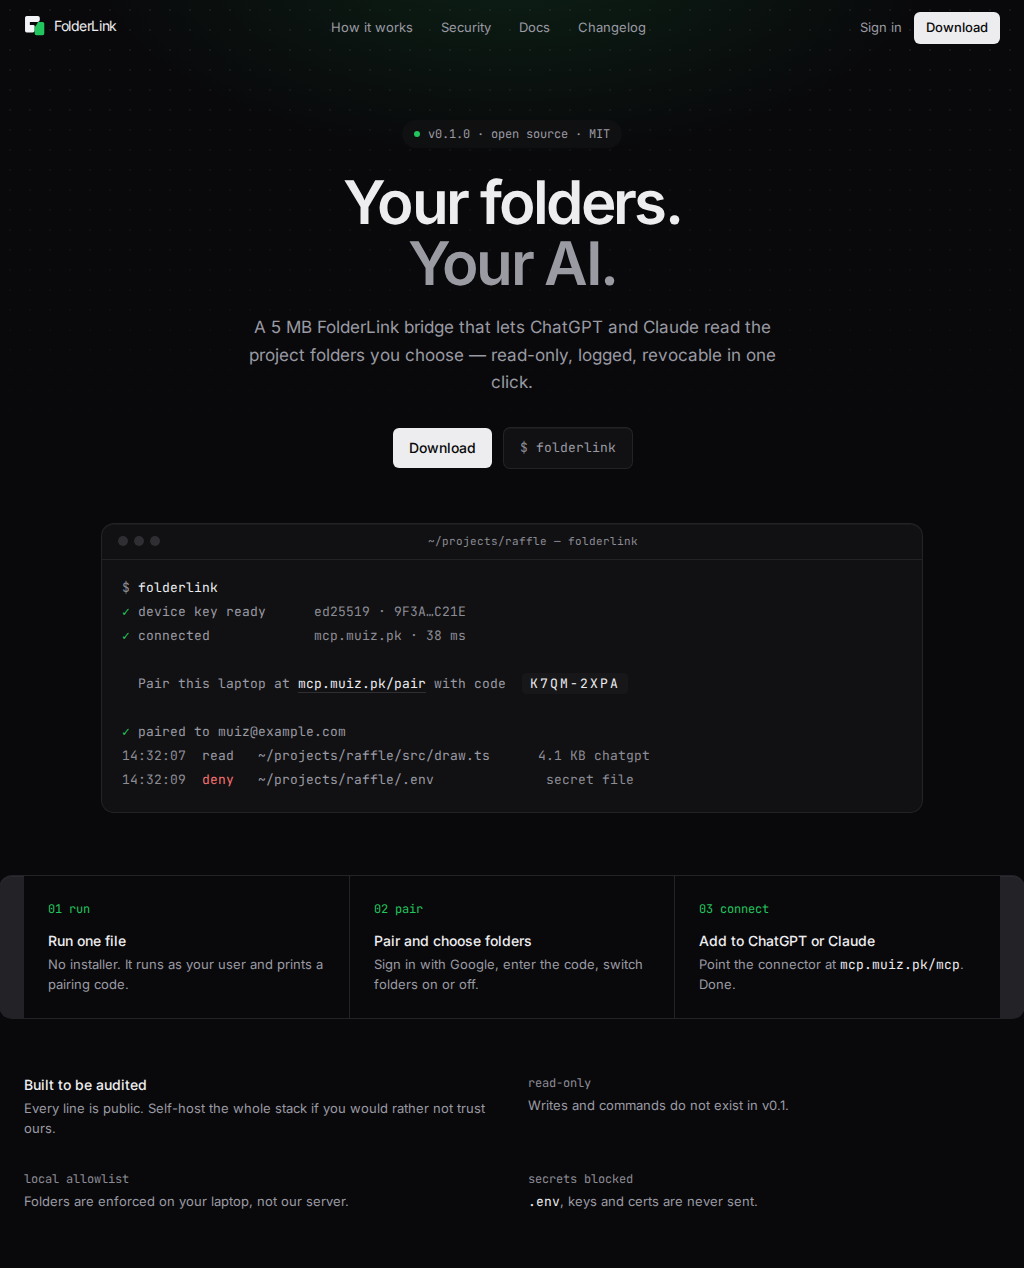 FolderLink
How it works Security Docs Changelog
Sign in Download
v0.1.0 · open source · MIT
Your folders.
Your AI.
A 5 MB FolderLink bridge that lets ChatGPT and Claude read the
project folders you choose — read-only, logged, revocable in one
click.
Download $ folderlink
~/projects/raffle — folderlink
$ folderlink
✓ device key ready ed25519 · 9F3A…C21E
✓ connected mcp.muiz.pk · 38 ms
Pair this laptop at mcp.muiz.pk/pair with code K7QM-2XPA
✓ paired to muiz@example.com
14:32:07 read ~/projects/raffle/src/draw.ts 4.1 KB chatgpt
14:32:09 deny ~/projects/raffle/.env secret file
01 run
Run one file
No installer. It runs as your user and prints a
pairing code.
02 pair
Pair and choose folders
Sign in with Google, enter the code, switch
folders on or off.
03 connect
Add to ChatGPT or Claude
Point the connector at mcp.muiz.pk/mcp.
Done.
Built to be audited
Every line is public. Self-host the whole stack if you would rather not trust
ours.
read-only
Writes and commands do not exist in v0.1.
local allowlist
Folders are enforced on your laptop, not our server.
secrets blocked
.env, keys and certs are never sent.